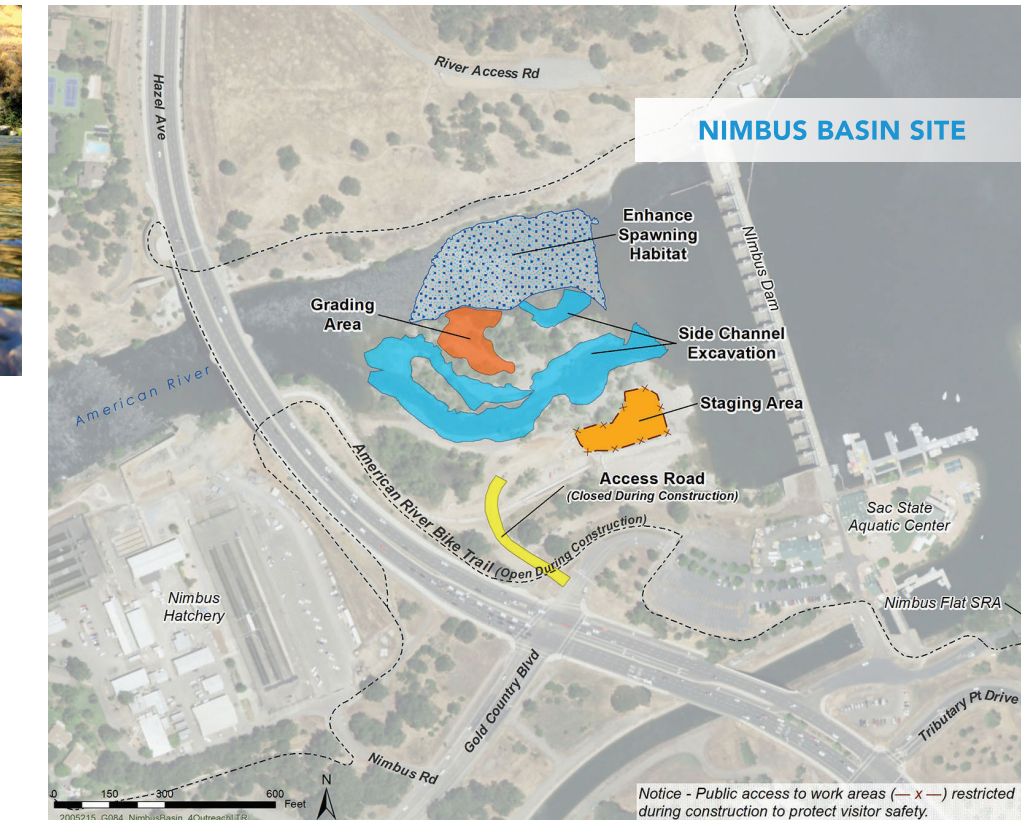 River Access Rd
Hazel Ave
NIMBUS BASIN SITE
Enhance
Spawning
Habitat
Nimbus Dam
Grading
Area
Side Channel
Excavation
American River
Staging Area
Access Road
(Closed During Construction)
American River Bike Trail (Open During Construction)
Sac State
Aquatic Center
Nimbus
Hatchery
Nimbus Flat SRA
Gold Country Blvd
Tributary Pt Drive
Nimbus Rd
N
0 150 300 600
Feet
Notice - Public access to work areas (— x —) restricted
during construction to protect visitor safety.
2005215_G084_NimbusBasin_4OutreachLTR